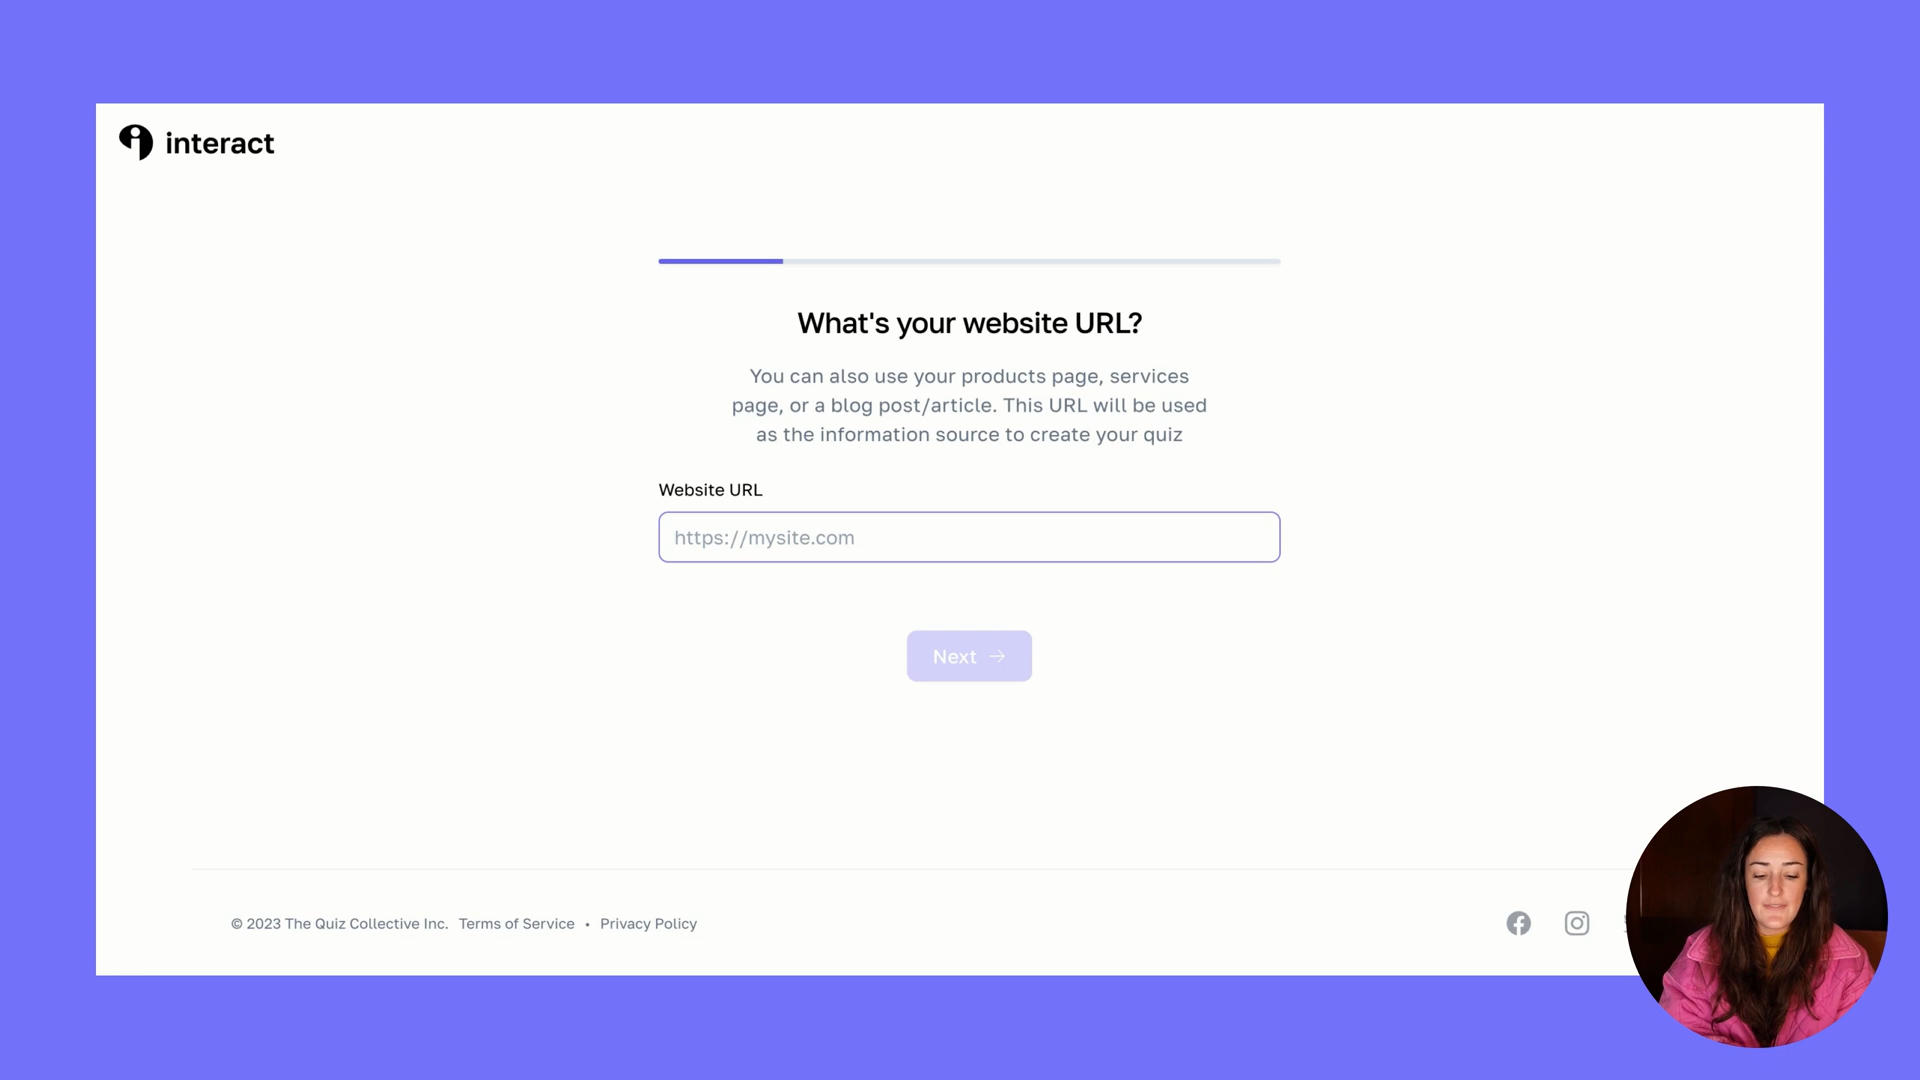 interact
What's your website URL?
You can also use your products page, services
page, or a blog post/article. This URL will be used
as the information source to create your quiz
Website URL
https://mysite.com
Next →
© 2023 The Quiz Collective Inc. Terms of Service • Privacy Policy